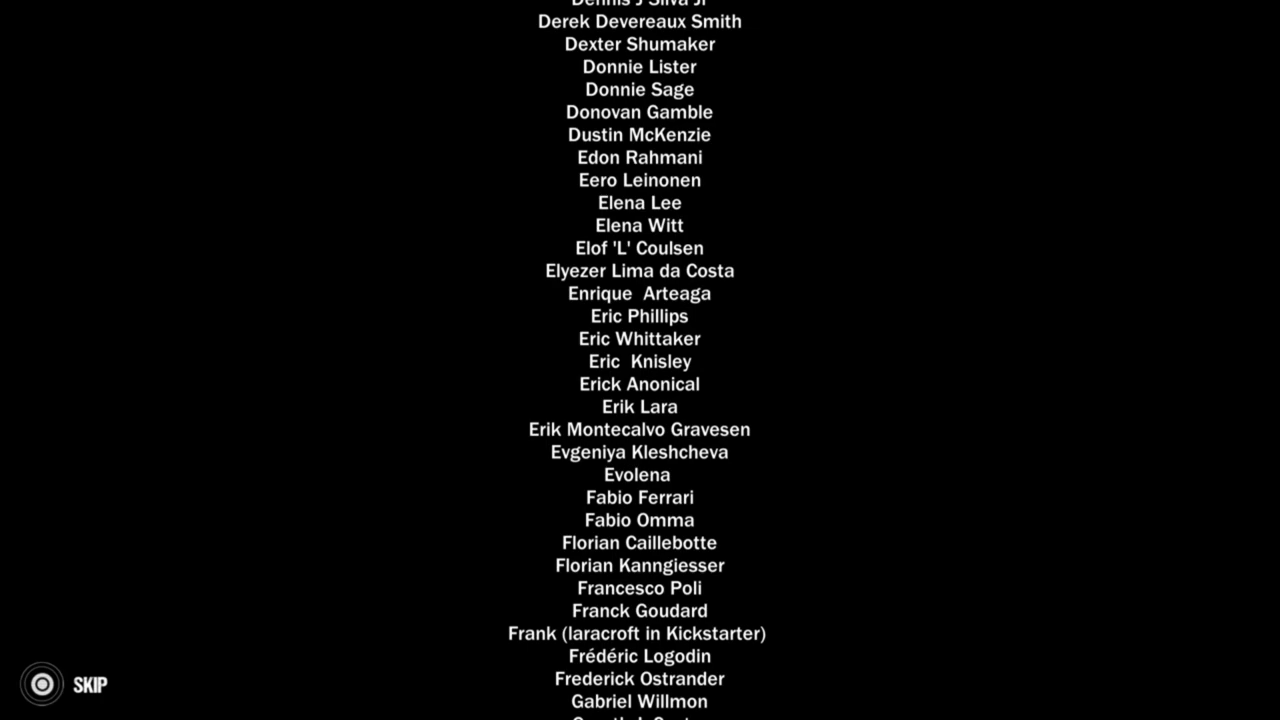 Dennis J Silva Jr
Derek Devereaux Smith
Dexter Shumaker
Donnie Lister
Donnie Sage
Donovan Gamble
Dustin McKenzie
Edon Rahmani
Eero Leinonen
Elena Lee
Elena Witt
Elof 'L' Coulsen
Elyezer Lima da Costa
Enrique  Arteaga
Eric Phillips
Eric Whittaker
Eric  Knisley
Erick Anonical
Erik Lara
Erik Montecalvo Gravesen
Evgeniya Kleshcheva
Evolena
Fabio Ferrari
Fabio Omma
Florian Caillebotte
Florian Kanngiesser
Francesco Poli
Franck Goudard
Frank (laracroft in Kickstarter)
Frédéric Logodin
Frederick Ostrander
Gabriel Willmon
SKIP